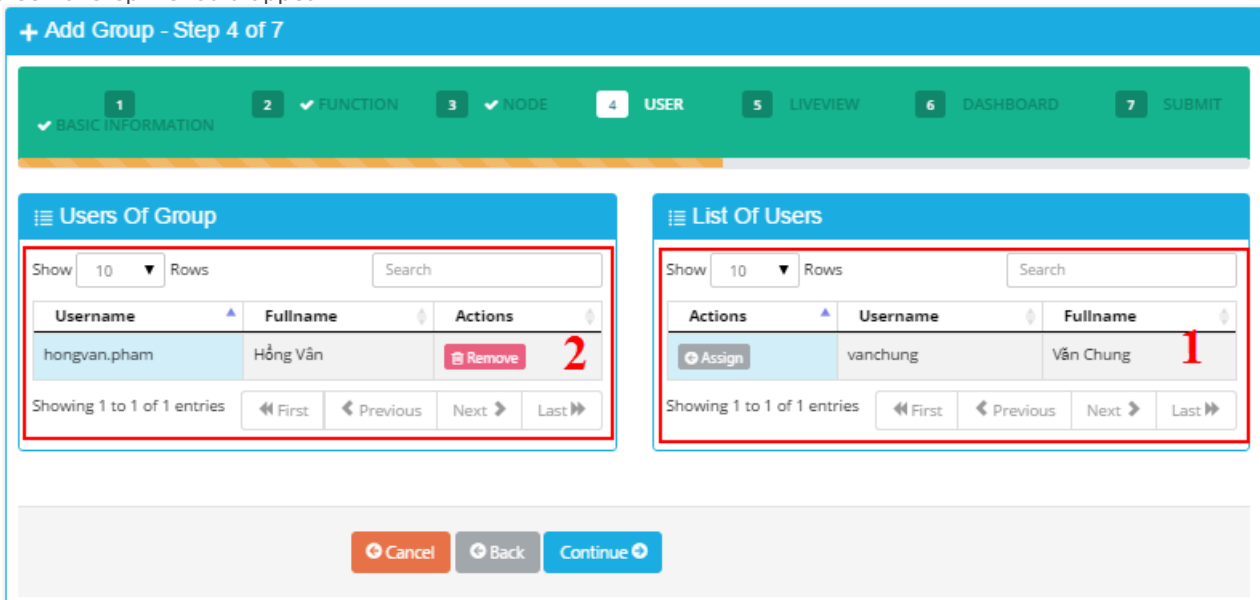 + Add Group - Step 4 of 7
1 ✔ BASIC INFORMATION
2 ✔ FUNCTION
3 ✔ NODE
4 USER
5 LIVEVIEW
6 DASHBOARD
7 SUBMIT
Users Of Group
Show 10 ▼ Rows Search
Username Fullname Actions
hongvan.pham Hồng Vân Remove 2
Showing 1 to 1 of 1 entries First Previous Next Last
List Of Users
Show 10 ▼ Rows Search
Actions Username Fullname
Assign vanchung Văn Chung 1
Showing 1 to 1 of 1 entries First Previous Next Last
Cancel Back Continue